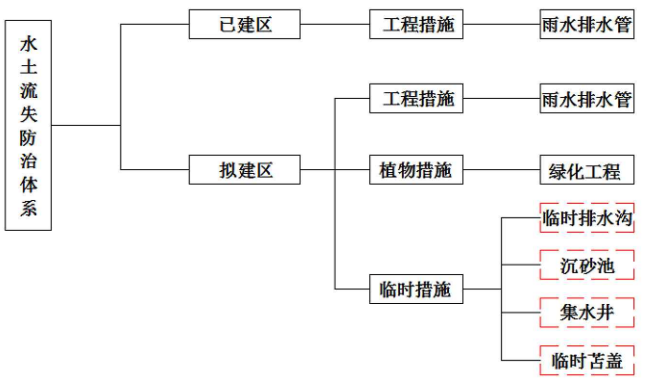 水土流失防治体系
已建区
工程措施
雨水排水管
拟建区
工程措施
雨水排水管
植物措施
绿化工程
临时措施
临时排水沟
沉砂池
集水井
临时苫盖